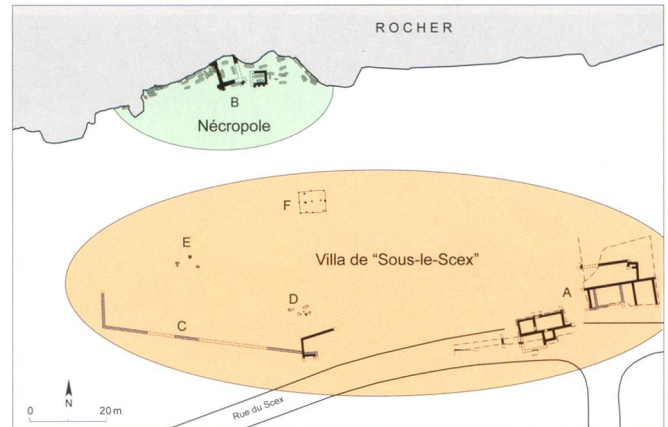 ROCHER
B
Nécropole
F
E
Villa de "Sous-le-Scex"
A
D
C
N
0 20 m
Rue du Scex